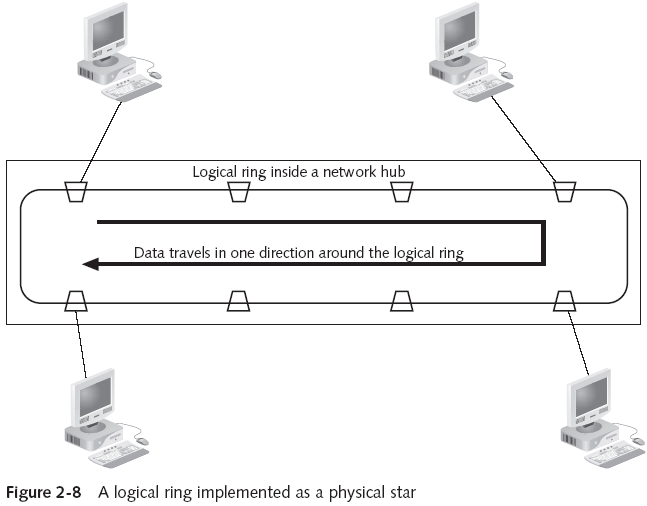 Logical ring inside a network hub
Data travels in one direction around the logical ring
Figure 2-8 A logical ring implemented as a physical star